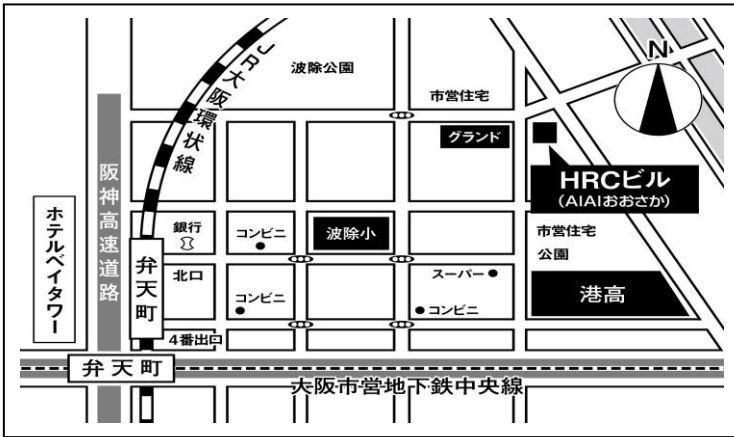 JR大阪環状線
波除公園
市営住宅
N
グランド
HRCビル
(AIAIおおさか)
阪神高速道路
ホテルベイタワー
銀行
コンビニ
波除小
市営住宅
公園
弁天町
北口
スーパー
港高
コンビニ
コンビニ
4番出口
弁天町
大阪市営地下鉄中央線